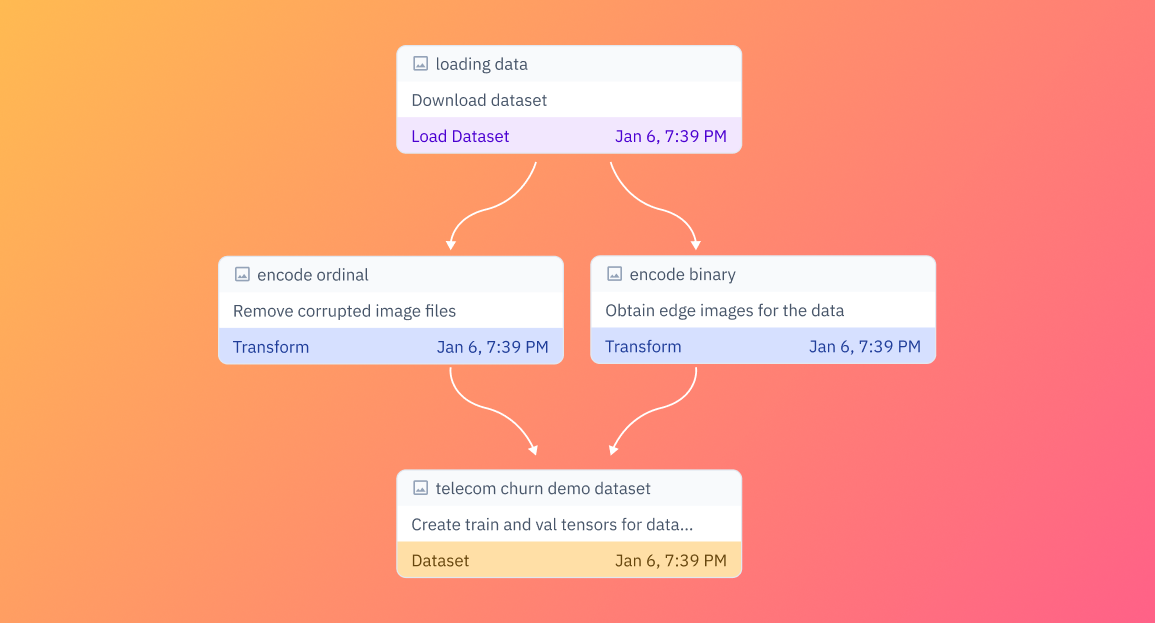 loading data
Download dataset
Load Dataset Jan 6, 7:39 PM
encode ordinal
Remove corrupted image files
Transform Jan 6, 7:39 PM
encode binary
Obtain edge images for the data
Transform Jan 6, 7:39 PM
telecom churn demo dataset
Create train and val tensors for data...
Dataset Jan 6, 7:39 PM